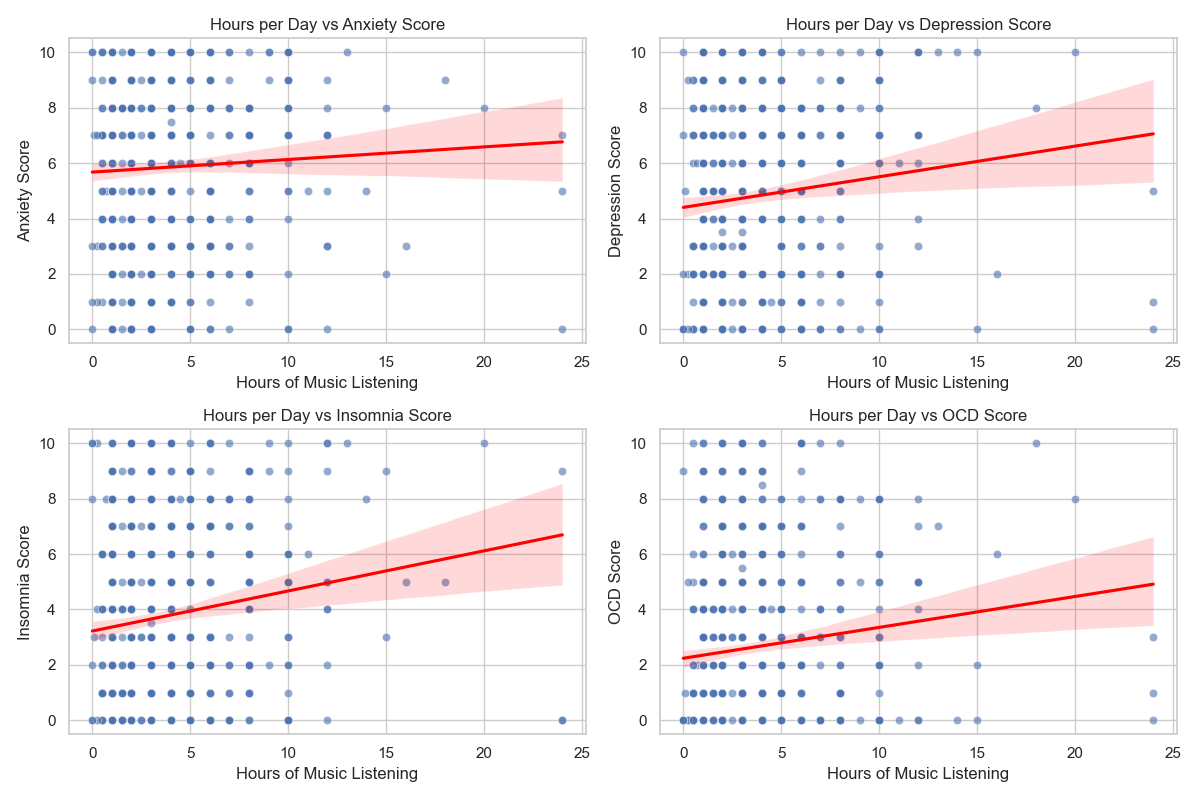 Hours per Day vs Anxiety Score
10
8
6
4
2
0
Anxiety Score
0 5 10 15 20 25
Hours of Music Listening
Hours per Day vs Depression Score
10
8
6
4
2
0
Depression Score
0 5 10 15 20 25
Hours of Music Listening
Hours per Day vs Insomnia Score
10
8
6
4
2
0
Insomnia Score
0 5 10 15 20 25
Hours of Music Listening
Hours per Day vs OCD Score
10
8
6
4
2
0
OCD Score
0 5 10 15 20 25
Hours of Music Listening